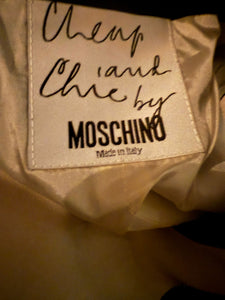 Cheap
and
Chic by
MOSCHINO
Made in Italy